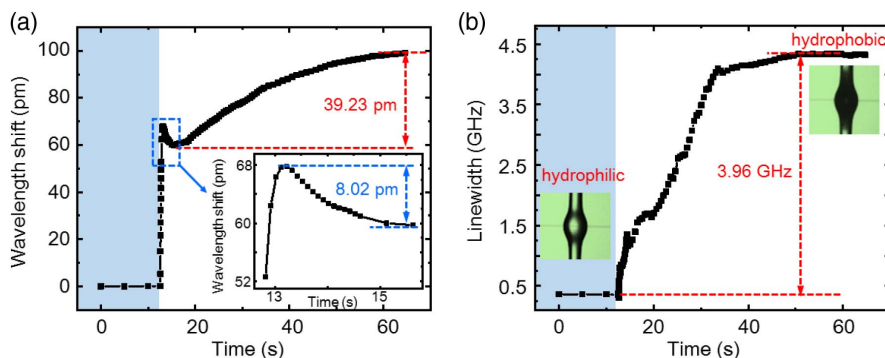 (a)
Wavelength shift (pm)
100
80
60
40
20
0
0
20
40
60
Time (s)
39.23 pm
Wavelength shift (pm)
68
60
52
13
15
Time (s)
8.02 pm
(b)
Linewidth (GHz)
4.5
3.5
2.5
1.5
0.5
0
20
40
60
Time (s)
hydrophobic
hydrophilic
3.96 GHz